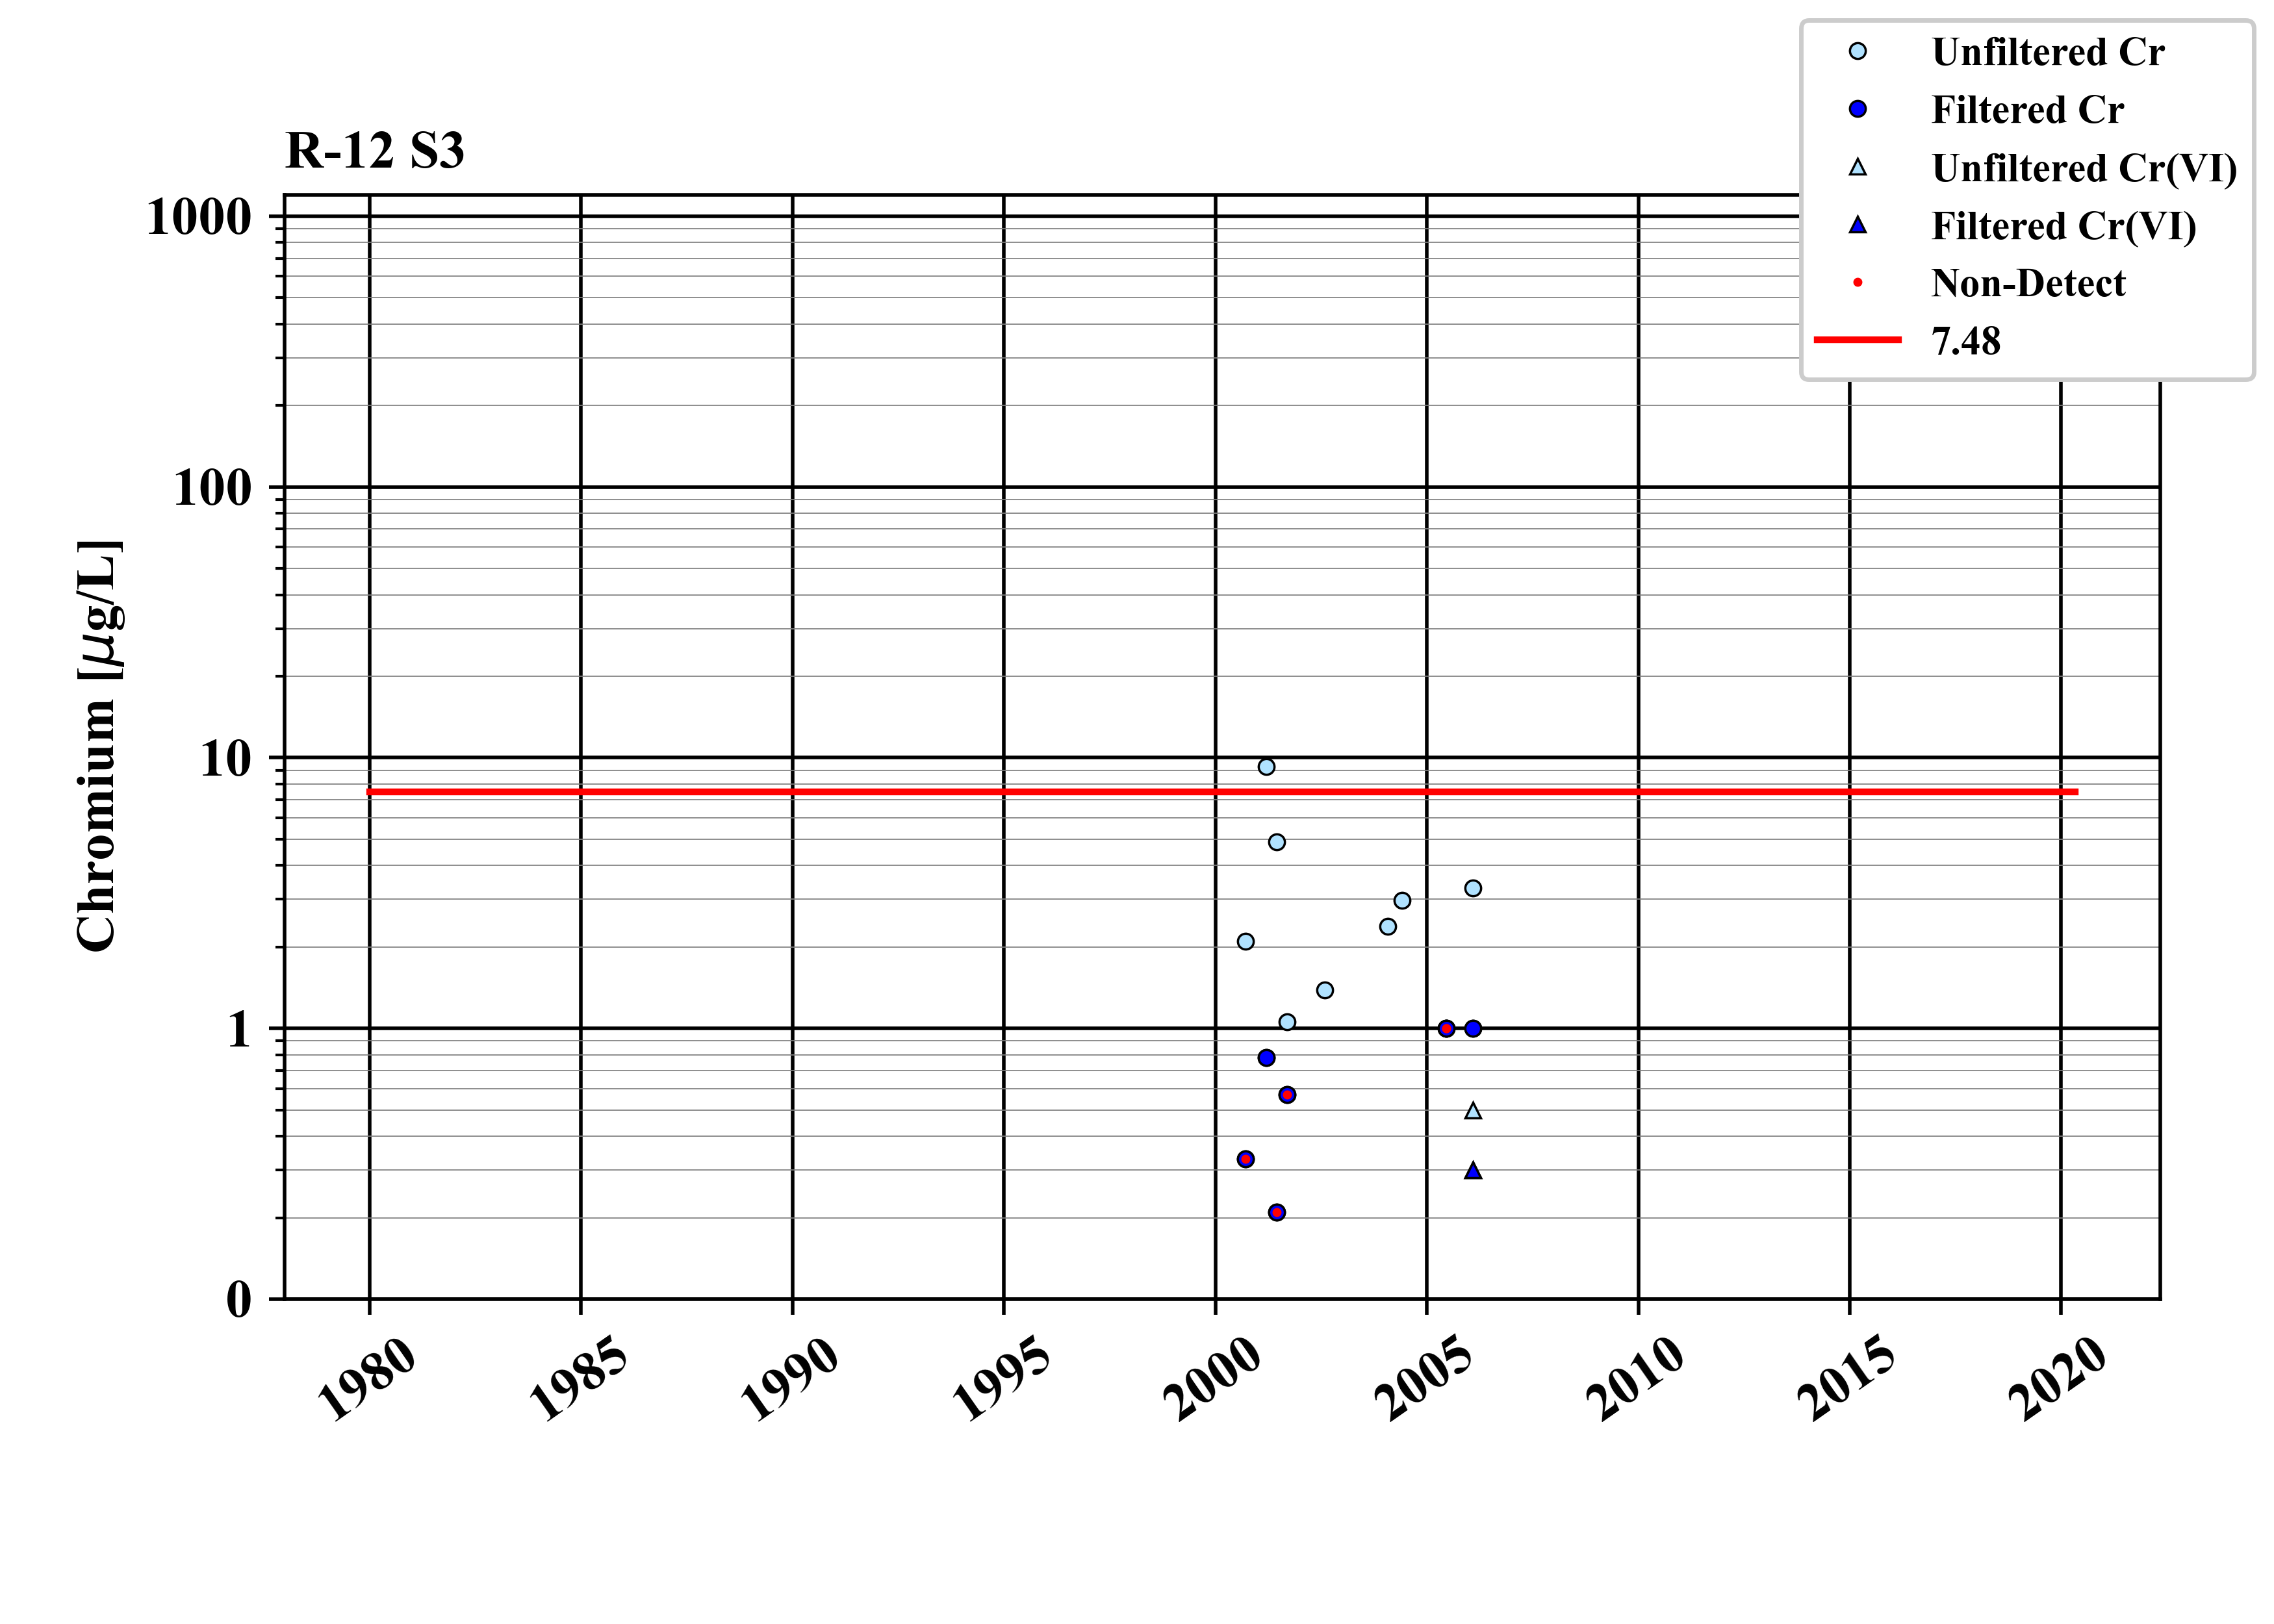 Unfiltered Cr
Filtered Cr
Unfiltered Cr(VI)
Filtered Cr(VI)
Non-Detect
7.48
R-12 S3
1000
100
10
1
0
Chromium [μg/L]
1980
1985
1990
1995
2000
2005
2010
2015
2020